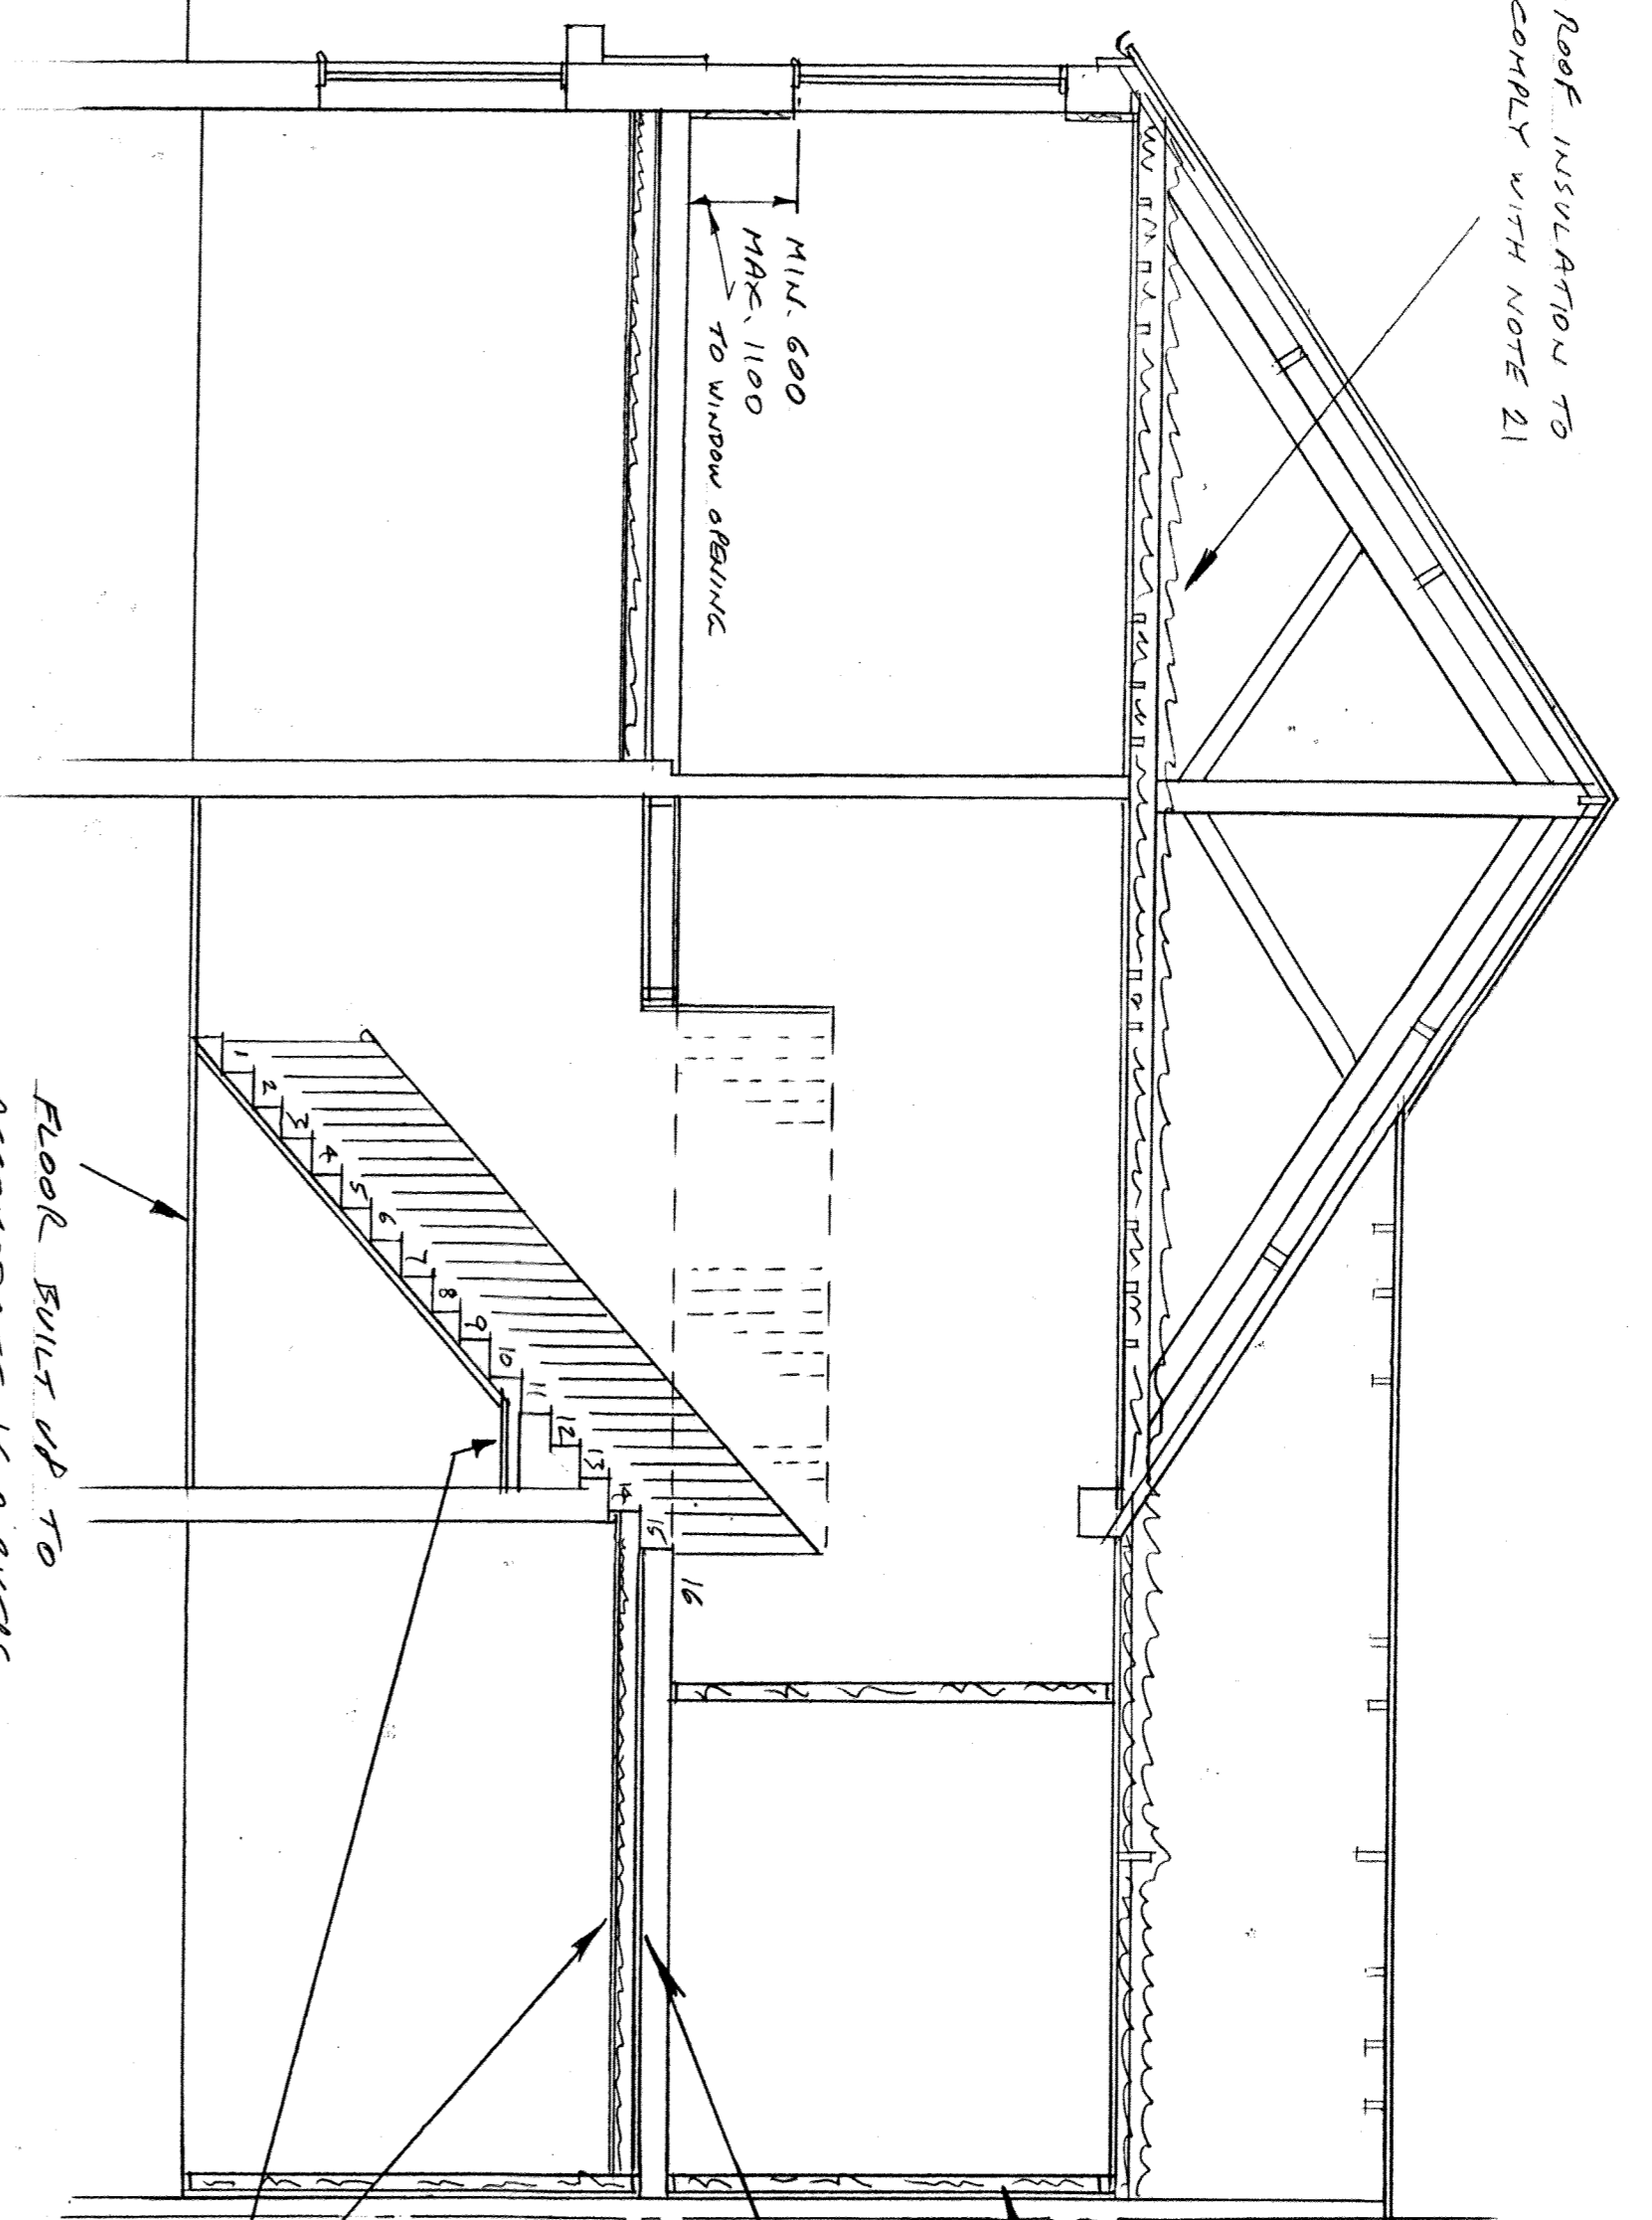 ROOF INSULATION TO
COMPLY WITH NOTE 21
MIN. 600
MAX. 1100
TO WINDOW OPENING
1
2
3
4
5
6
7
8
9
10
11
12
13
14
15
16
FLOOR BUILT UP TO